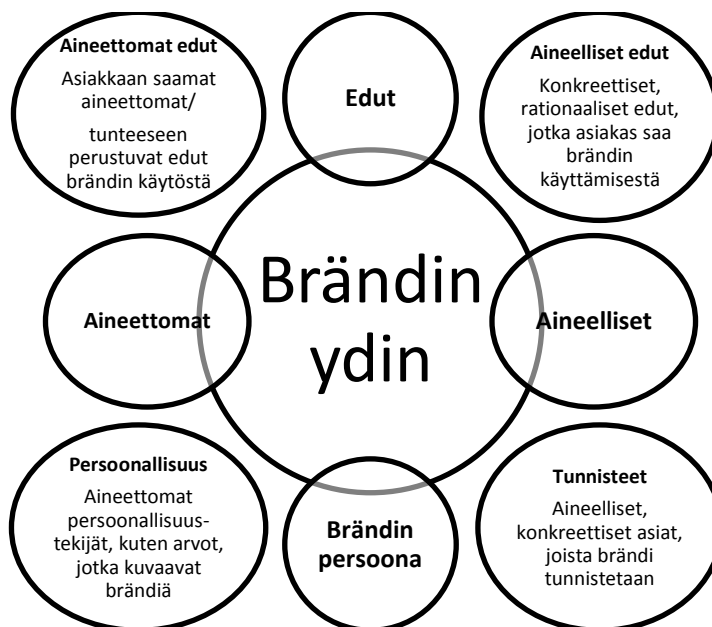 Aineettomat edut
Asiakkaan saamat
aineettomat/
tunteeseen
perustuvat edut
brändin käytöstä
Edut
Aineelliset edut
Konkreettiset,
rationaaliset edut,
jotka asiakas saa
brändin
käyttämisestä
Aineettomat
Brändin
ydin
Aineelliset
Persoonallisuus
Aineettomat
persoonallisuus-
tekijät, kuten arvot,
jotka kuvaavat
brändiä
Brändin
persoona
Tunnisteet
Aineelliset,
konkreettiset asiat,
joista brändi
tunnistetaan